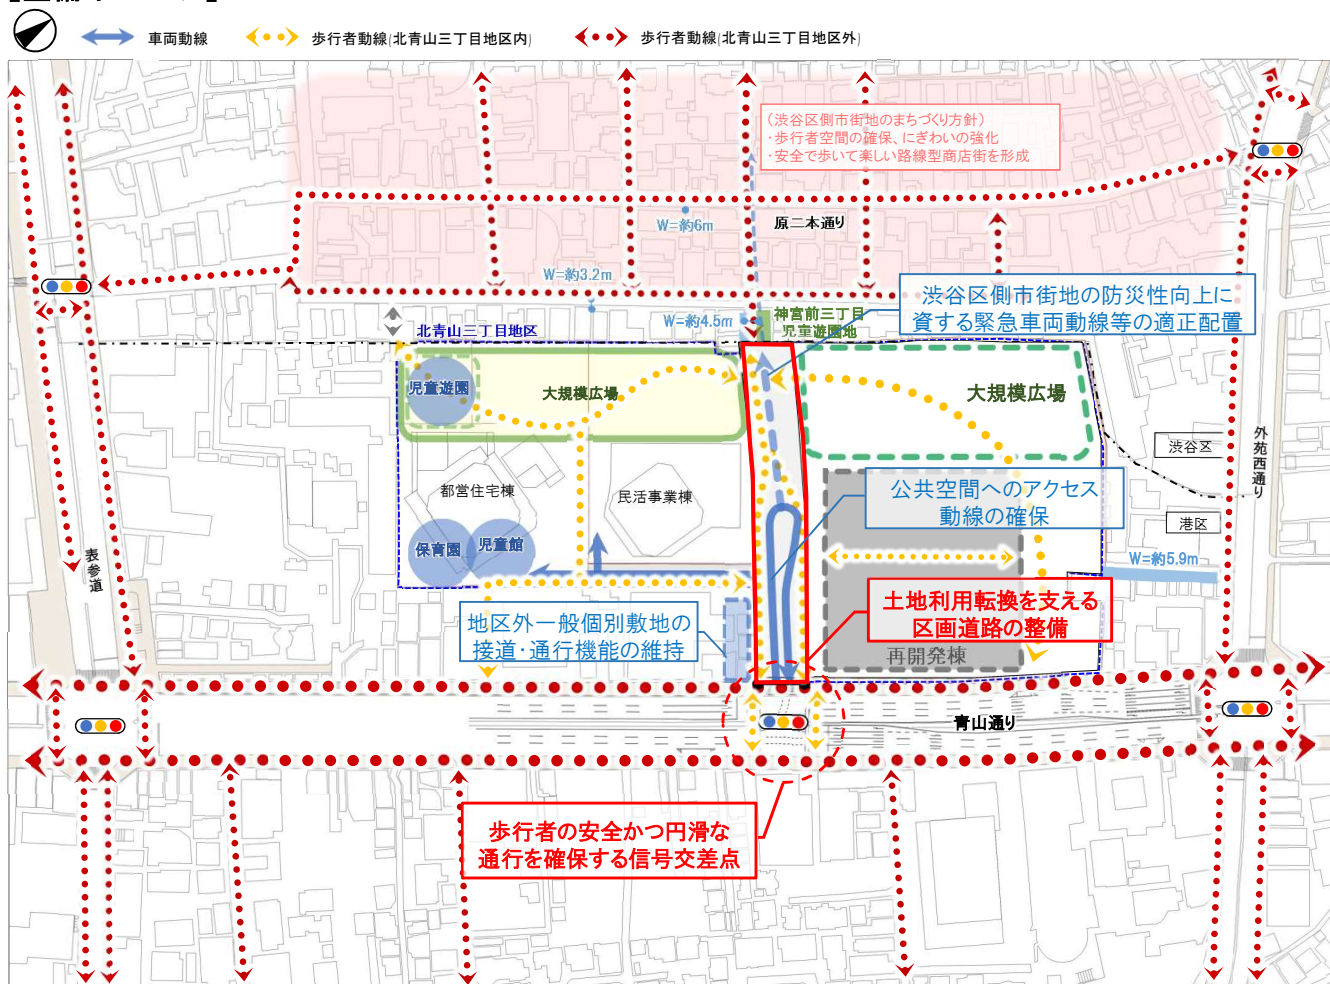 車両動線
歩行者動線(北青山三丁目地区内)
歩行者動線(北青山三丁目地区外)
（渋谷区側市街地のまちづくり方針）
・歩行者空間の確保、にぎわいの強化
・安全で歩いて楽しい路線型商店街を形成
W=約6m
原二本通り
W=約3.2m
渋谷区側市街地の防災性向上に
資する緊急車両動線等の適正配置
神宮前三丁目
児童遊園地
W=約4.5m
北青山三丁目地区
児童遊園
大規模広場
大規模広場
渋谷区
外苑西通り
港区
都営住宅棟
民活事業棟
公共空間へのアクセス
動線の確保
保育園
児童館
表参道
W=約5.9m
土地利用転換を支える
区画道路の整備
地区外一般個別敷地の
接道・通行機能の維持
再開発棟
青山通り
歩行者の安全かつ円滑な
通行を確保する信号交差点